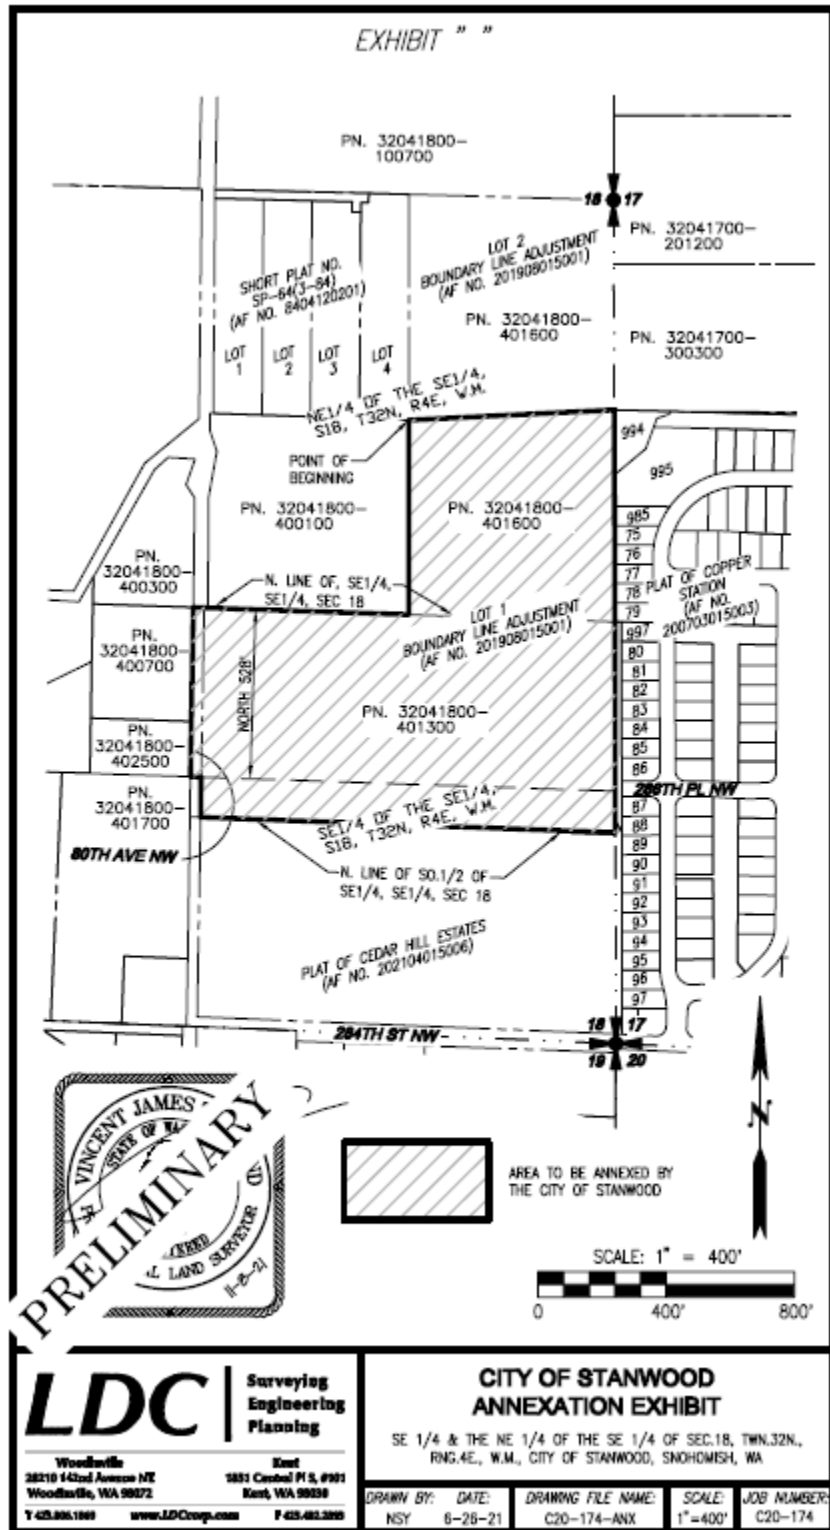 EXHIBIT " "
PN. 32041800-
100700
18 17
PN. 32041700-
201200
LOT 2
BOUNDARY LINE ADJUSTMENT
(AF NO. 201908015001)
SHORT PLAT NO.
SP-64(3-84)
(AF NO. 8404120201)
PN. 32041800-
401600
PN. 32041700-
300300
LOT
1
LOT
2
LOT
3
LOT
4
NE1/4 OF THE SE1/4,
S18, T32N, R4E, W.M.
994
POINT OF
BEGINNING
995
PN. 32041800-
400100
PN. 32041800-
401600
985
75
76
77
78
79
997
80
81
82
83
84
85
86
PLAT OF COPPER
STATION
(AF NO.
200703015003)
PN.
32041800-
400300
N. LINE OF, SE1/4,
SE1/4, SEC 18
LOT 1
BOUNDARY LINE ADJUSTMENT
(AF NO. 201908015001)
PN.
32041800-
400700
NORTH 528'
PN. 32041800-
401300
PN.
32041800-
402500
PN.
32041800-
401700
286TH PL NW
87
88
89
90
91
92
93
94
95
96
97
SE1/4 OF THE SE1/4,
S18, T32N, R4E, W.M.
80TH AVE NW
N. LINE OF SO.1/2 OF
SE1/4, SE1/4, SEC 18
PLAT OF CEDAR HILL ESTATES
(AF NO. 202104015006)
284TH ST NW
18 17
19 20
VINCENT JAMES
STATE OF WA
L LAND SURVEYOR
11-8-21
PRELIMINARY
N
AREA TO BE ANNEXED BY
THE CITY OF STANWOOD
SCALE: 1" = 400'
0 400' 800'
LDC
Surveying
Engineering
Planning
Woodinville
Woodinville, WA 98072
Kent
Kent, WA
www.LDCcorp.com
CITY OF STANWOOD
ANNEXATION EXHIBIT
SE 1/4 & THE NE 1/4 OF THE SE 1/4 OF SEC.18, TWN.32N.,
RNG.4E., W.M., CITY OF STANWOOD, SNOHOMISH, WA
DRAWN BY:
NSY
DATE:
6-28-21
DRAWING FILE NAME:
C20-174-ANX
SCALE:
1"=400'
JOB NUMBER:
C20-174